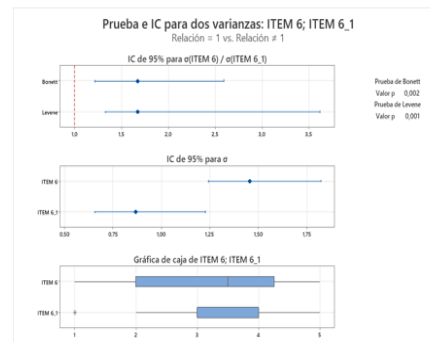 Prueba e IC para dos varianzas: ITEM 6; ITEM 6_1
Relación = 1 vs. Relación ≠ 1
IC de 95% para σ(ITEM 6) / σ(ITEM 6_1)
Bonett
Levene
1,0 1,5 2,0 2,5 3,0 3,5
Prueba de Bonett
Valor p 0,002
Prueba de Levene
Valor p 0,001
IC de 95% para σ
ITEM 6
ITEM 6_1
0,50 0,75 1,00 1,25 1,50 1,75
Gráfica de caja de ITEM 6; ITEM 6_1
ITEM 6
ITEM 6_1
1 2 3 4 5